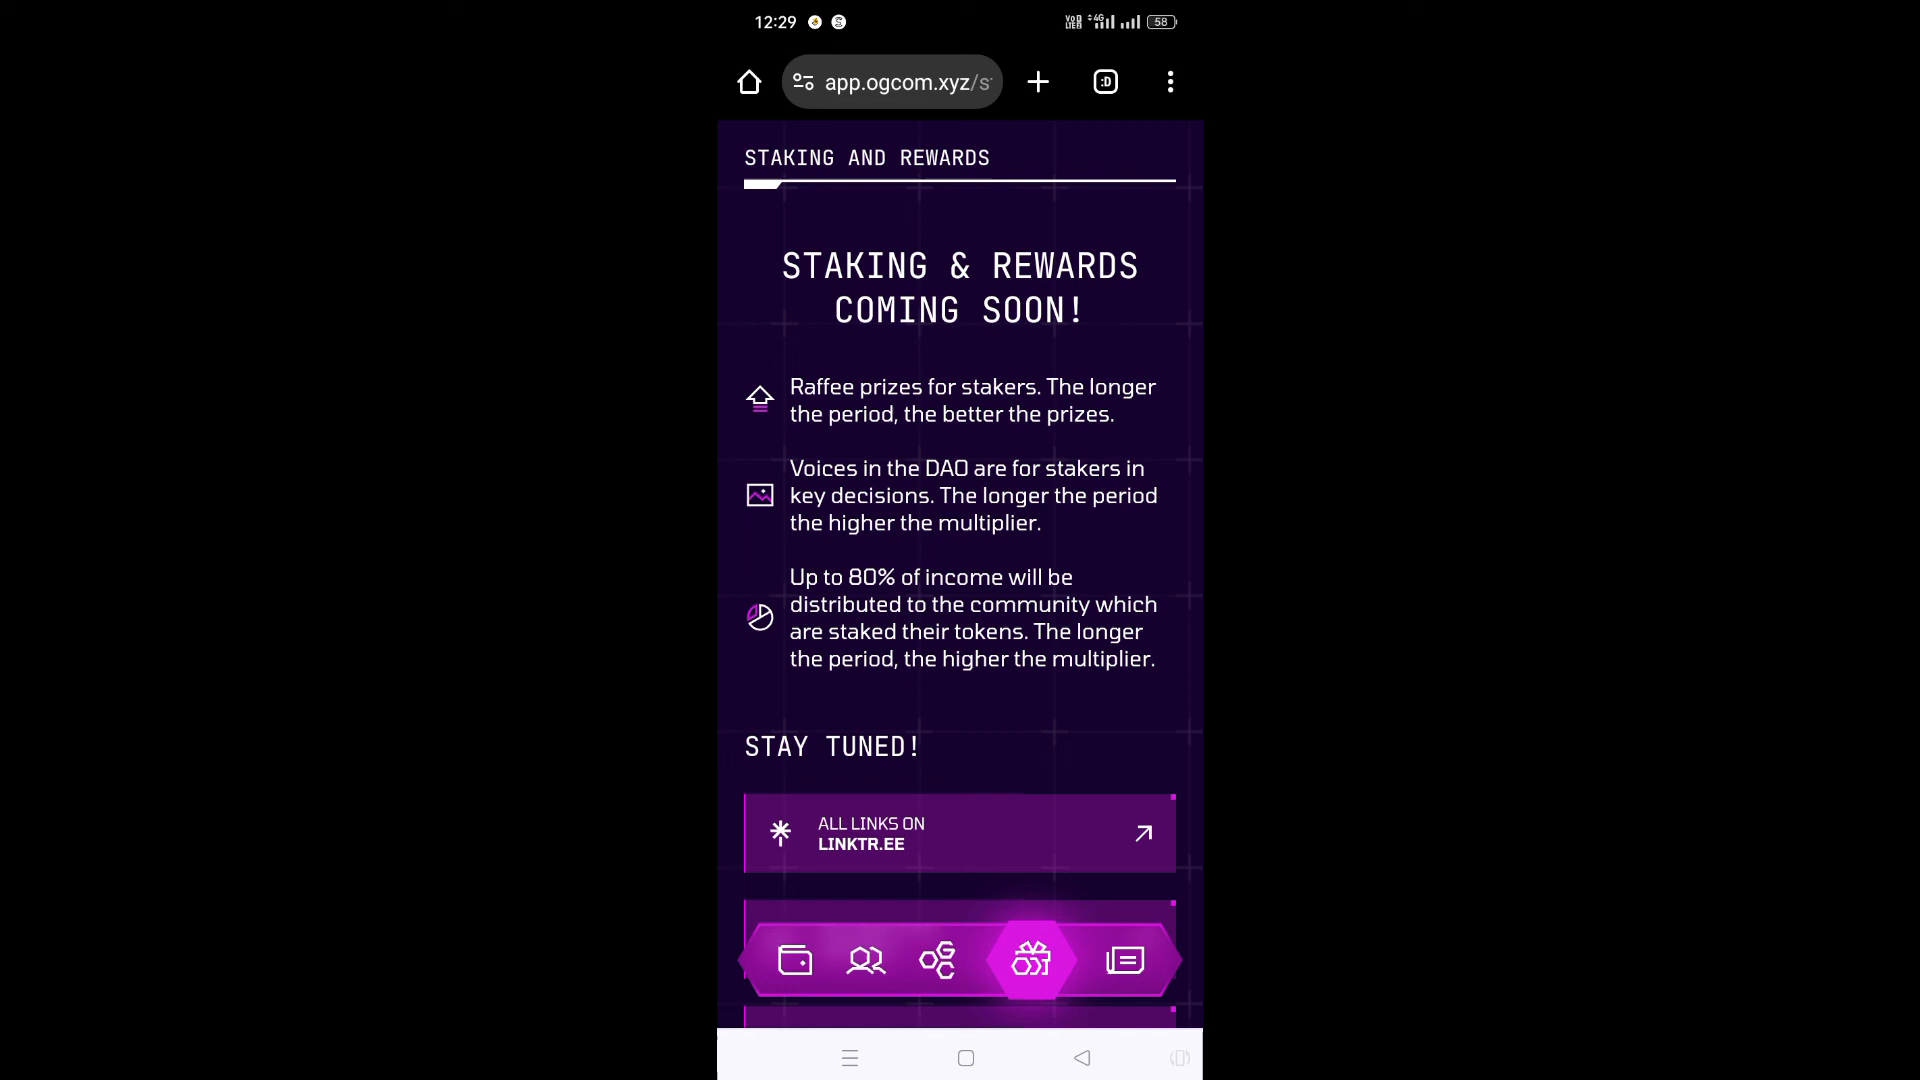 12:29
58
app.ogcom.xyz/s
STAKING AND REWARDS
STAKING & REWARDS
COMING SOON!
Raffee prizes for stakers. The longer
the period, the better the prizes.
Voices in the DAO are for stakers in
key decisions. The longer the period
the higher the multiplier.
Up to 80% of income will be
distributed to the community which
are staked their tokens. The longer
the period, the higher the multiplier.
STAY TUNED!
ALL LINKS ON
LINKTR.EE